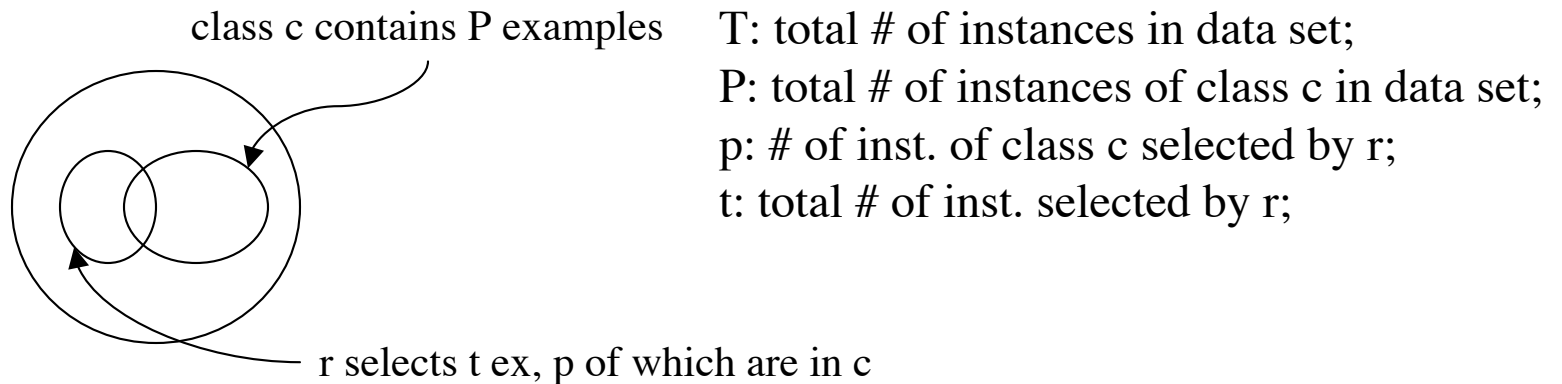 class c contains P examples
T: total # of instances in data set;
P: total # of instances of class c in data set;
p: # of inst. of class c selected by r;
t: total # of inst. selected by r;
r selects t ex, p of which are in c